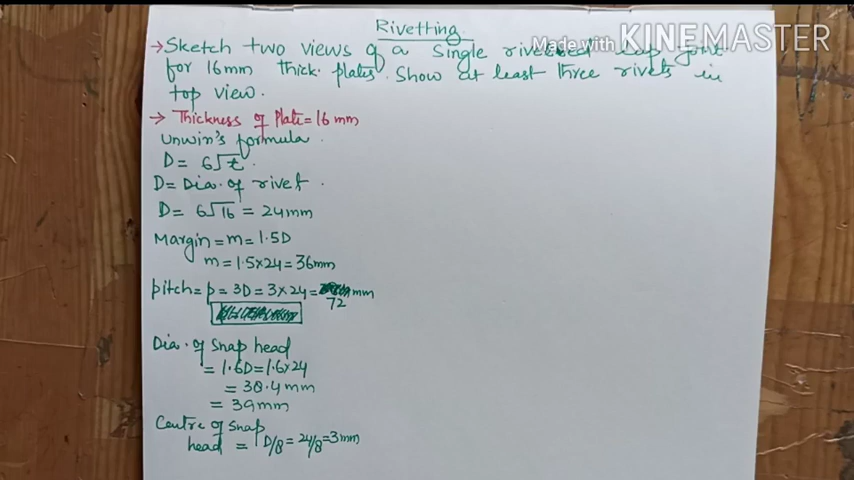 Rivetting
Made with KINEMASTER
→ Sketch two views of a single rivetted lap joint
for 16mm thick plates. Show at least three rivets in
top view.
→ Thickness of Plate = 16 mm
Unwin's formula.
D = 6√t.
D = Dia. of rivet.
D = 6√16 = 24mm
Margin = m = 1.5D
m = 1.5×24 = 36mm
pitch = p = 3D = 3×24 = mm
72
Dia. of Snap head
= 1.6D = 1.6×24
= 38.4mm
= 39mm
Centre of Snap
head = D/8 = 24/8 = 3mm